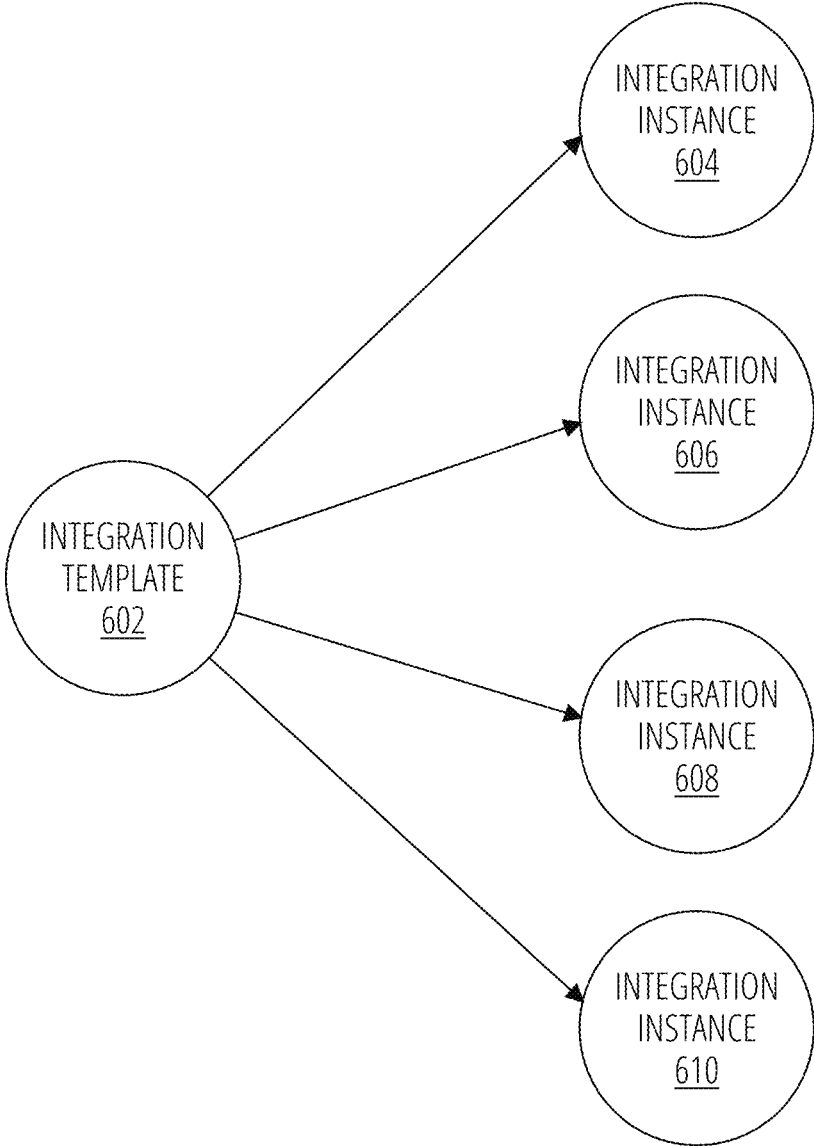 INTEGRATION
INSTANCE
604
INTEGRATION
INSTANCE
606
INTEGRATION
TEMPLATE
602
INTEGRATION
INSTANCE
608
INTEGRATION
INSTANCE
610